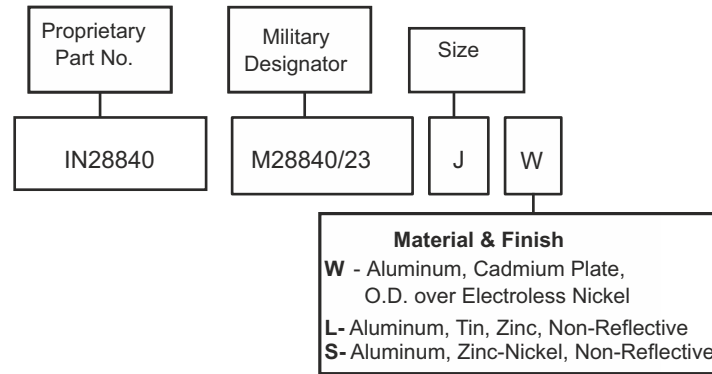 Proprietary
Part No.
Military
Designator
Size
IN28840
M28840/23
J
W
Material & Finish
W - Aluminum, Cadmium Plate,
O.D. over Electroless Nickel
L- Aluminum, Tin, Zinc, Non-Reflective
S- Aluminum, Zinc-Nickel, Non-Reflective